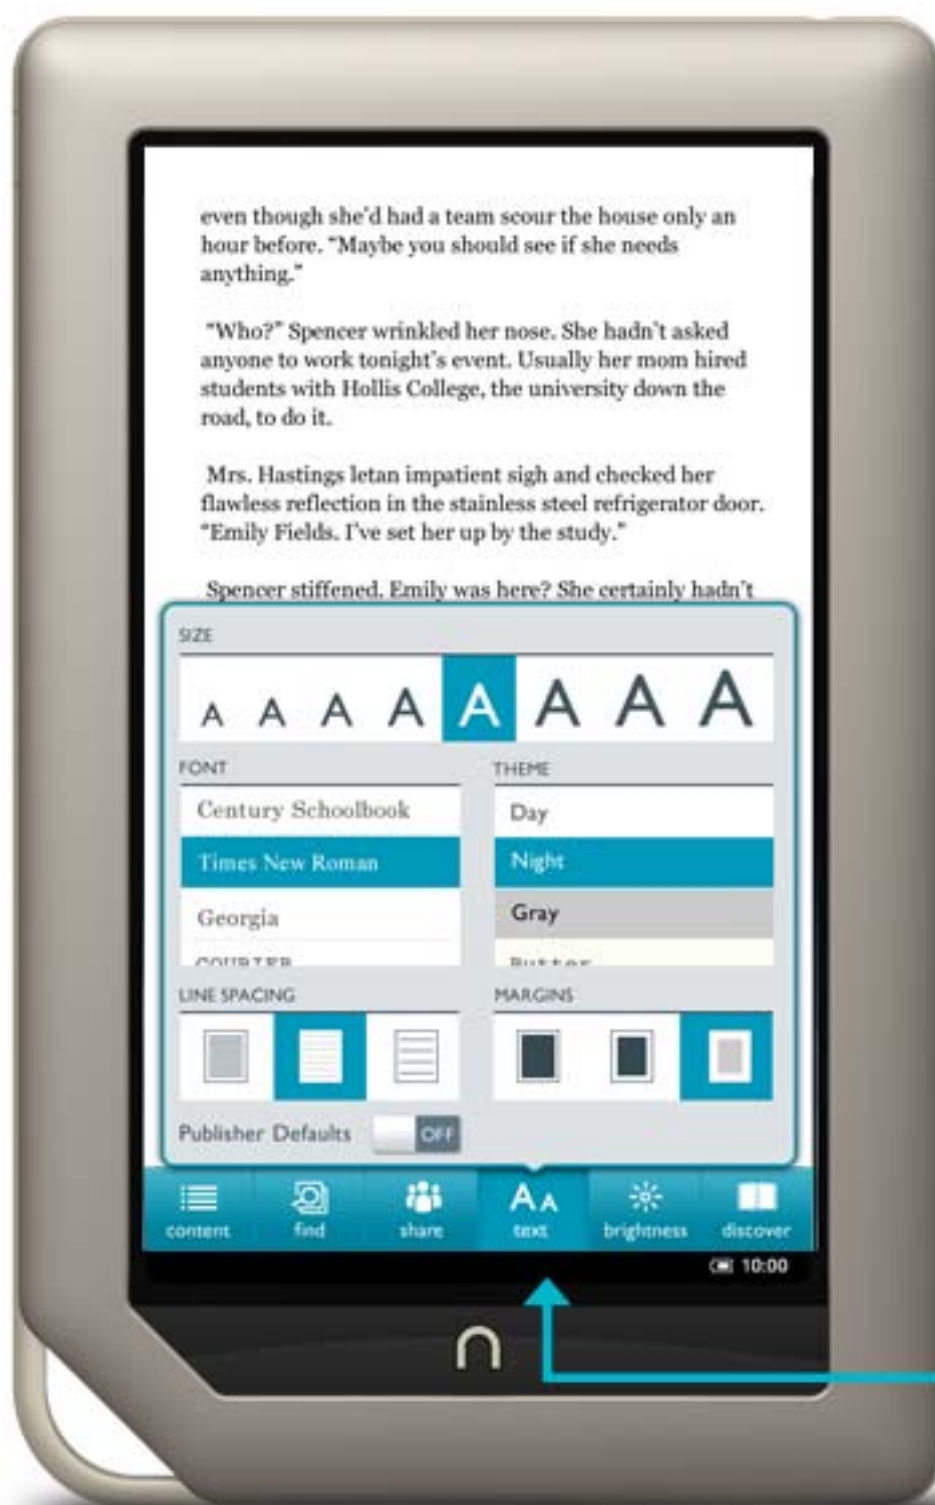 even though she'd had a team scour the house only an
hour before. “Maybe you should see if she needs
anything.”
“Who?” Spencer wrinkled her nose. She hadn't asked
anyone to work tonight's event. Usually her mom hired
students with Hollis College, the university down the
road, to do it.
Mrs. Hastings letan impatient sigh and checked her
flawless reflection in the stainless steel refrigerator door.
“Emily Fields. I've set her up by the study.”
Spencer stiffened. Emily was here? She certainly hadn't
SIZE
A A A A A A A A
FONT
Century Schoolbook
Times New Roman
Georgia
COURIER
THEME
Day
Night
Gray
Butter
LINE SPACING
MARGINS
Publisher Defaults OFF
content find share AA text brightness discover
10:00
n